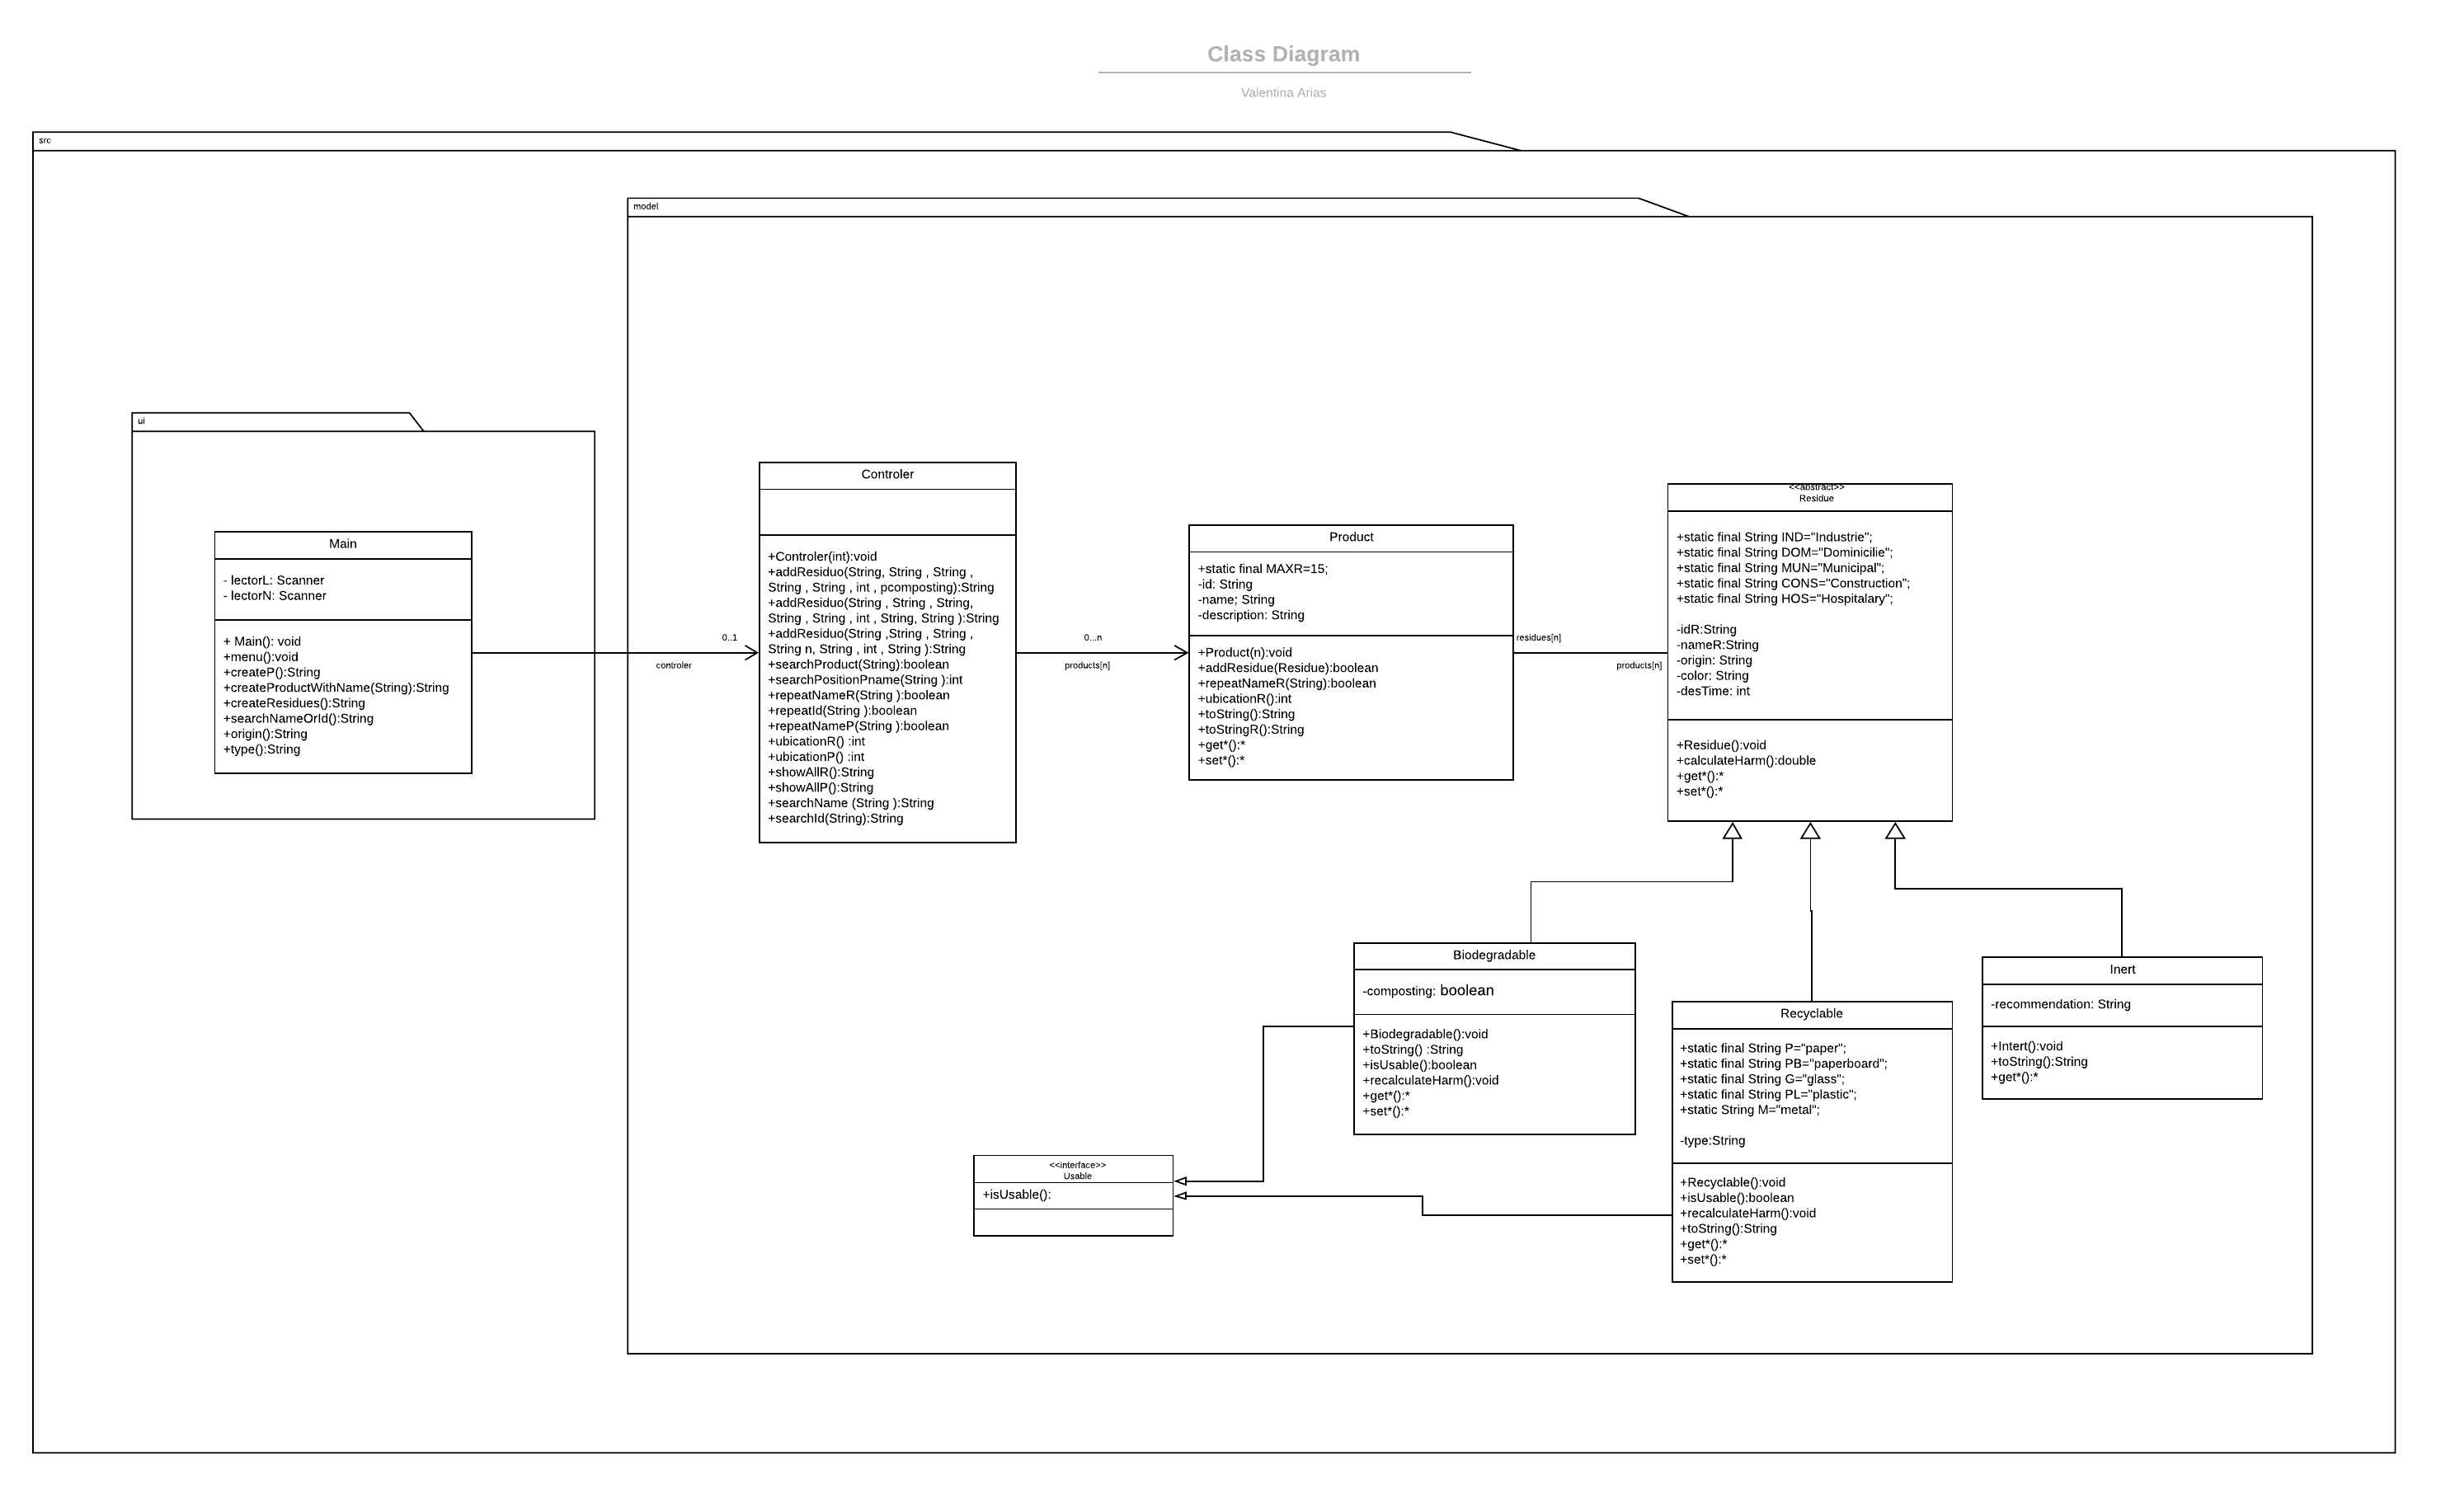 Class Diagram
Valentina Arias
src
model
ui
Main
- lectorL: Scanner
- lectorN: Scanner
+ Main(): void
+menu():void
+createP():String
+createProductWithName(String):String
+createResidues():String
+searchNameOrId():String
+origin():String
+type():String
0..1
controler
Controler
+Controler(int):void
+addResiduo(String, String , String ,
String , String , int , pcomposting):String
+addResiduo(String , String , String,
String , String , int , String, String ):String
+addResiduo(String ,String , String ,
String n, String , int , String ):String
+searchProduct(String):boolean
+searchPositionPname(String ):int
+repeatNameR(String ):boolean
+repeatId(String ):boolean
+repeatNameP(String ):boolean
+ubicationR() :int
+ubicationP() :int
+showAllR():String
+showAllP():String
+searchName (String ):String
+searchId(String):String
0...n
products[n]
Product
+static final MAXR=15;
-id: String
-name; String
-description: String
+Product(n):void
+addResidue(Residue):boolean
+repeatNameR(String):boolean
+ubicationR():int
+toString():String
+toStringR():String
+get*():*
+set*():*
residues[n]
products[n]
<<abstract>>
Residue
+static final String IND="Industrie";
+static final String DOM="Dominicilie";
+static final String MUN="Municipal";
+static final String CONS="Construction";
+static final String HOS="Hospitalary";
-idR:String
-nameR:String
-origin: String
-color: String
-desTime: int
+Residue():void
+calculateHarm():double
+get*():*
+set*():*
Biodegradable
-composting: boolean
+Biodegradable():void
+toString() :String
+isUsable():boolean
+recalculateHarm():void
+get*():*
+set*():*
Recyclable
+static final String P="paper";
+static final String PB="paperboard";
+static final String G="glass";
+static final String PL="plastic";
+static String M="metal";
-type:String
+Recyclable():void
+isUsable():boolean
+recalculateHarm():void
+toString():String
+get*():*
+set*():*
Inert
-recommendation: String
+Intert():void
+toString():String
+get*():*
<<interface>>
Usable
+isUsable():